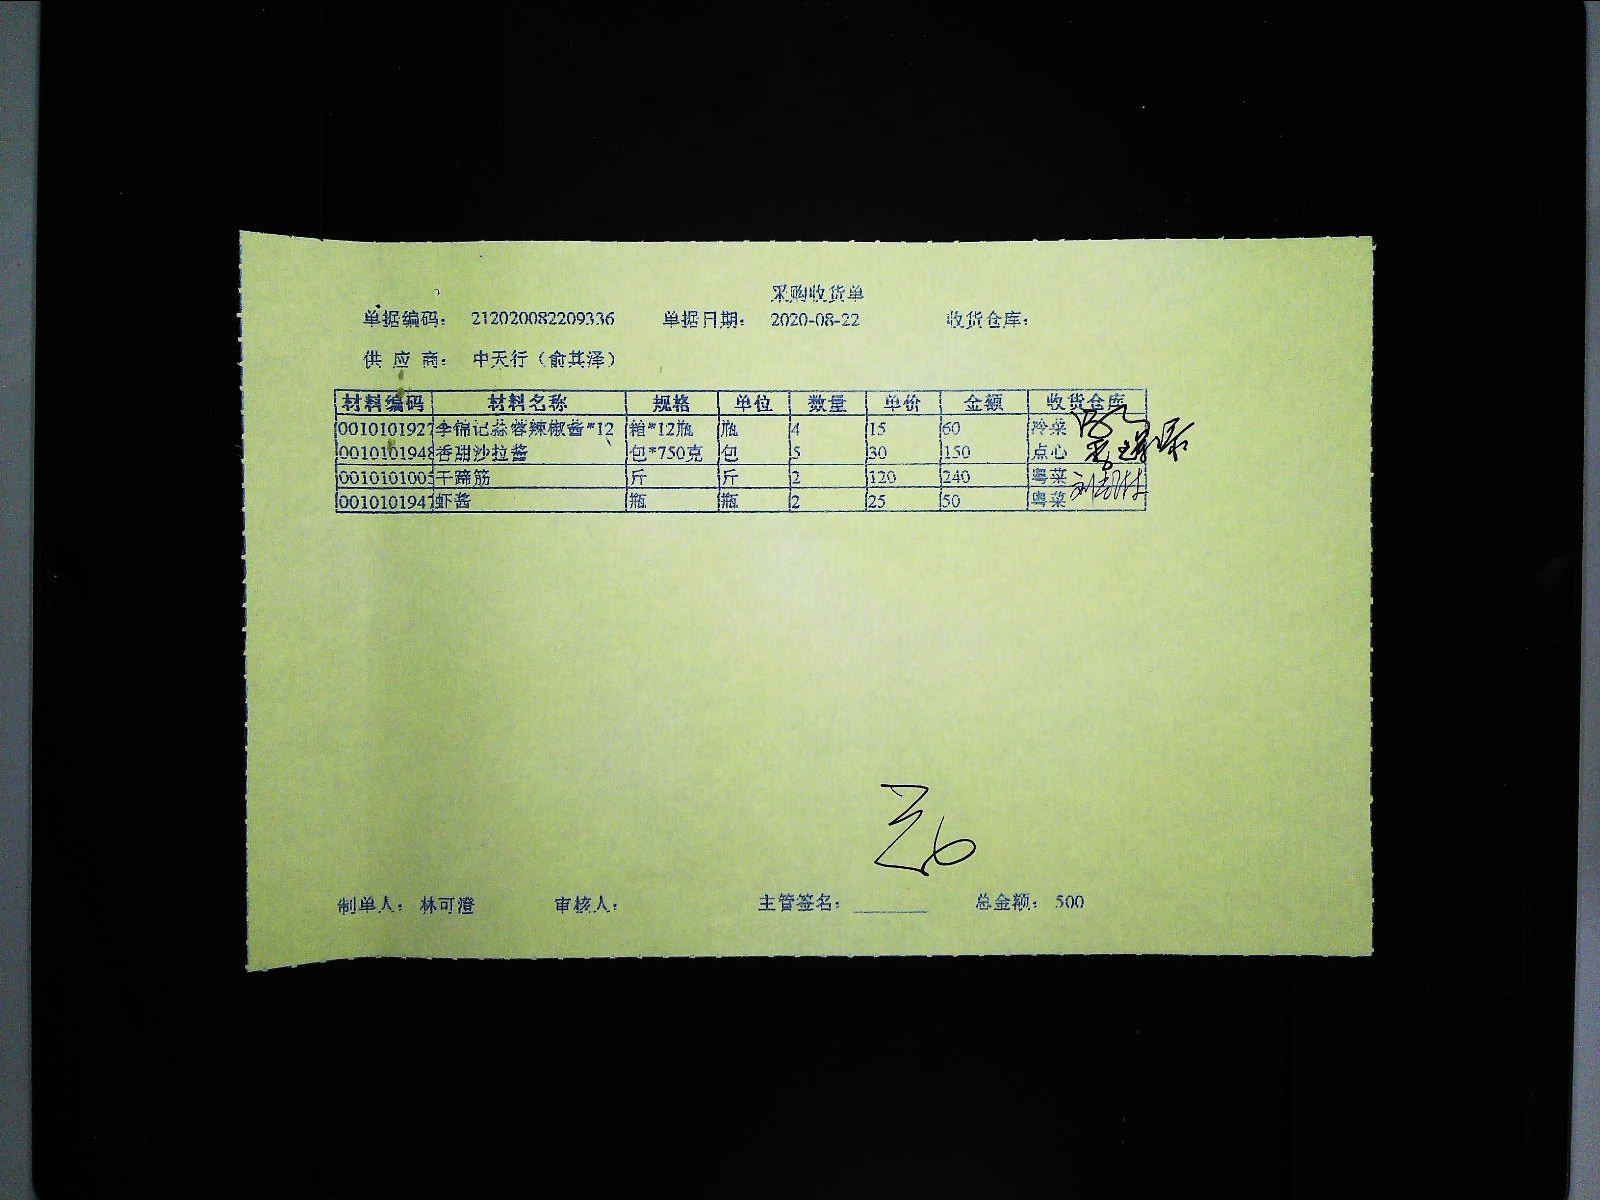 采购收货单
单据编码： 212020082209336 单据日期： 2020-08-22 收货仓库：
供 应 商： 中天行（俞其泽）
材料编码 材料名称 规格 单位 数量 单价 金额 收货仓库
0010101927 李锦记蒜蓉辣椒酱*12 箱*12瓶 瓶 4 15 60 冷菜
0010101948 香甜沙拉酱 包*750克 包 5 30 150 点心
001010100 干蹄筋 斤 斤 2 120 240 粤菜
0010101947 虾酱 瓶 瓶 2 25 50 粤菜
制单人： 林可澄 审核人： 主管签名： 总金额： 500